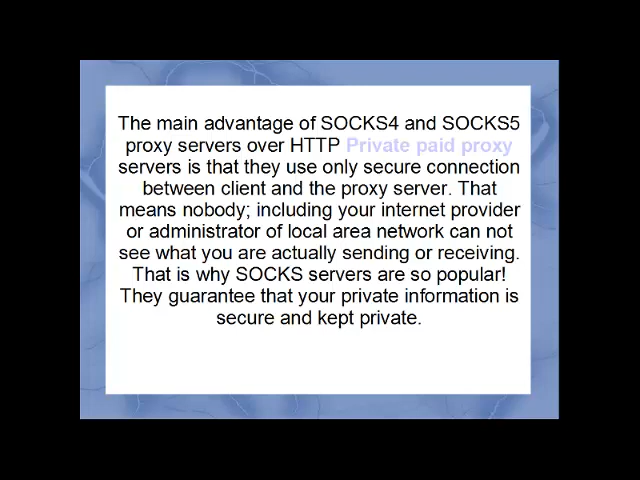 The main advantage of SOCKS4 and SOCKS5
proxy servers over HTTP Private paid proxy
servers is that they use only secure connection
between client and the proxy server. That
means nobody; including your internet provider
or administrator of local area network can not
see what you are actually sending or receiving.
That is why SOCKS servers are so popular!
They guarantee that your private information is
secure and kept private.